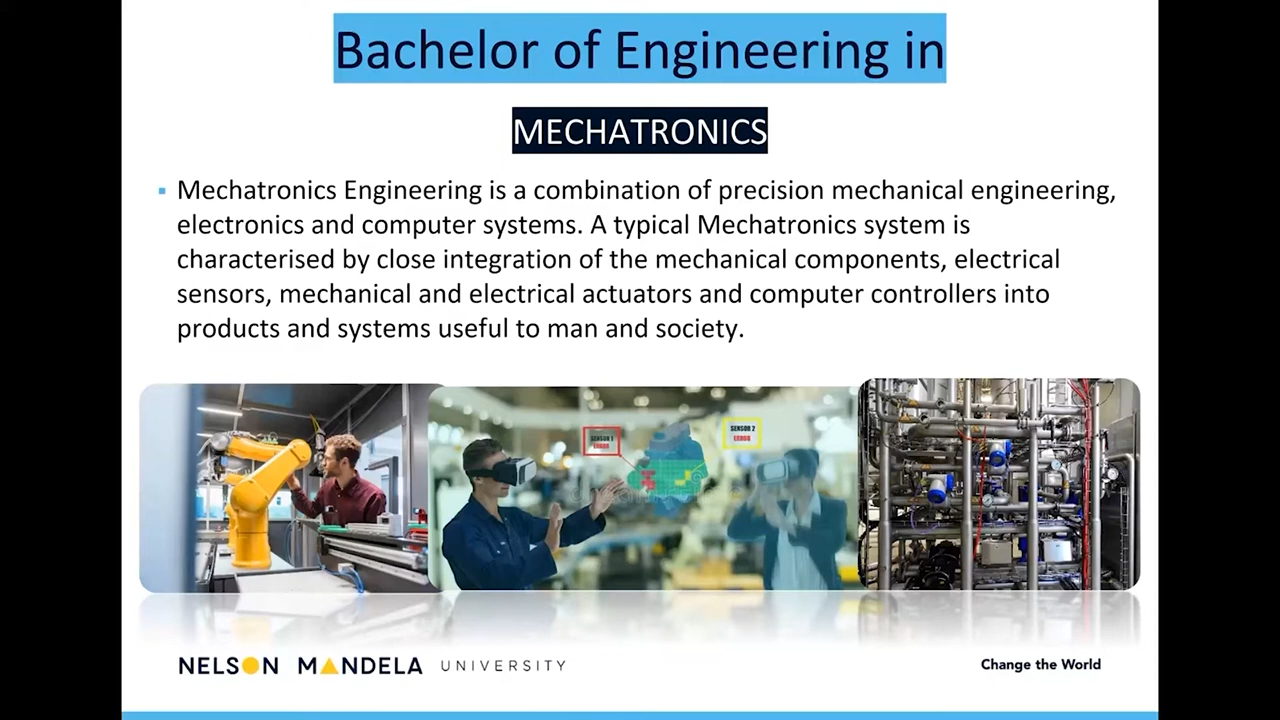 Bachelor of Engineering in
MECHATRONICS
▪ Mechatronics Engineering is a combination of precision mechanical engineering,
electronics and computer systems. A typical Mechatronics system is
characterised by close integration of the mechanical components, electrical
sensors, mechanical and electrical actuators and computer controllers into
products and systems useful to man and society.
SENSOR 1
ERROR
SENSOR 2
ERROR
NELSON MANDELA UNIVERSITY
Change the World